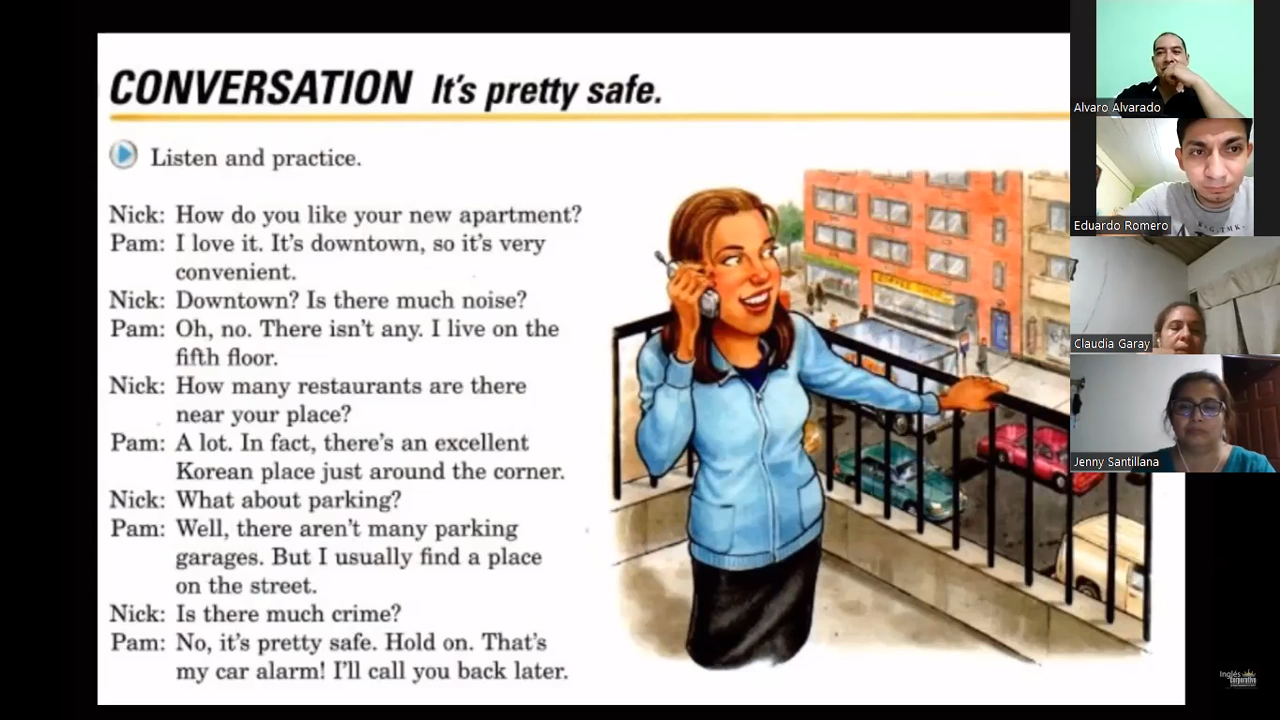 CONVERSATION It's pretty safe.
Listen and practice.
Nick: How do you like your new apartment?
Pam: I love it. It's downtown, so it's very
convenient.
Nick: Downtown? Is there much noise?
Pam: Oh, no. There isn't any. I live on the
fifth floor.
Nick: How many restaurants are there
near your place?
Pam: A lot. In fact, there's an excellent
Korean place just around the corner.
Nick: What about parking?
Pam: Well, there aren't many parking
garages. But I usually find a place
on the street.
Nick: Is there much crime?
Pam: No, it's pretty safe. Hold on. That's
my car alarm! I'll call you back later.
Alvaro Alvarado
Eduardo Romero
Claudia Garay
Jenny Santillana
Inglés
Corporativo